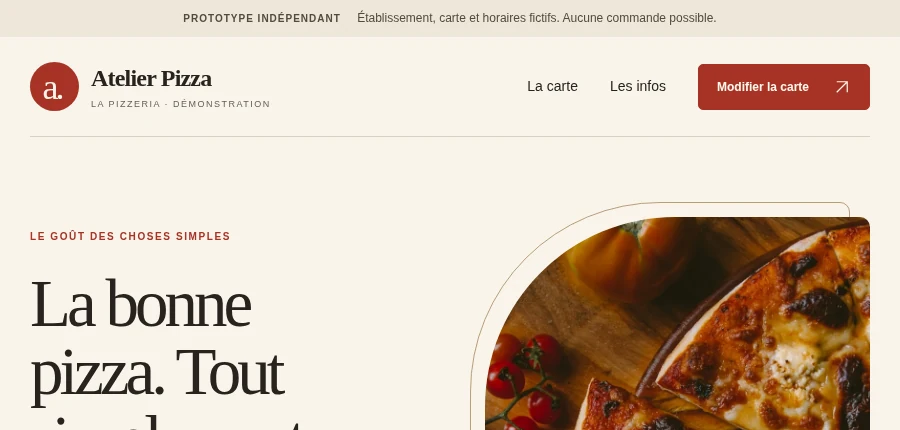 PROTOTYPE INDÉPENDANT Établissement, carte et horaires fictifs. Aucune commande possible.
a.
Atelier Pizza
LA PIZZERIA · DÉMONSTRATION
La carte
Les infos
Modifier la carte
LE GOÛT DES CHOSES SIMPLES
La bonne
pizza. Tout